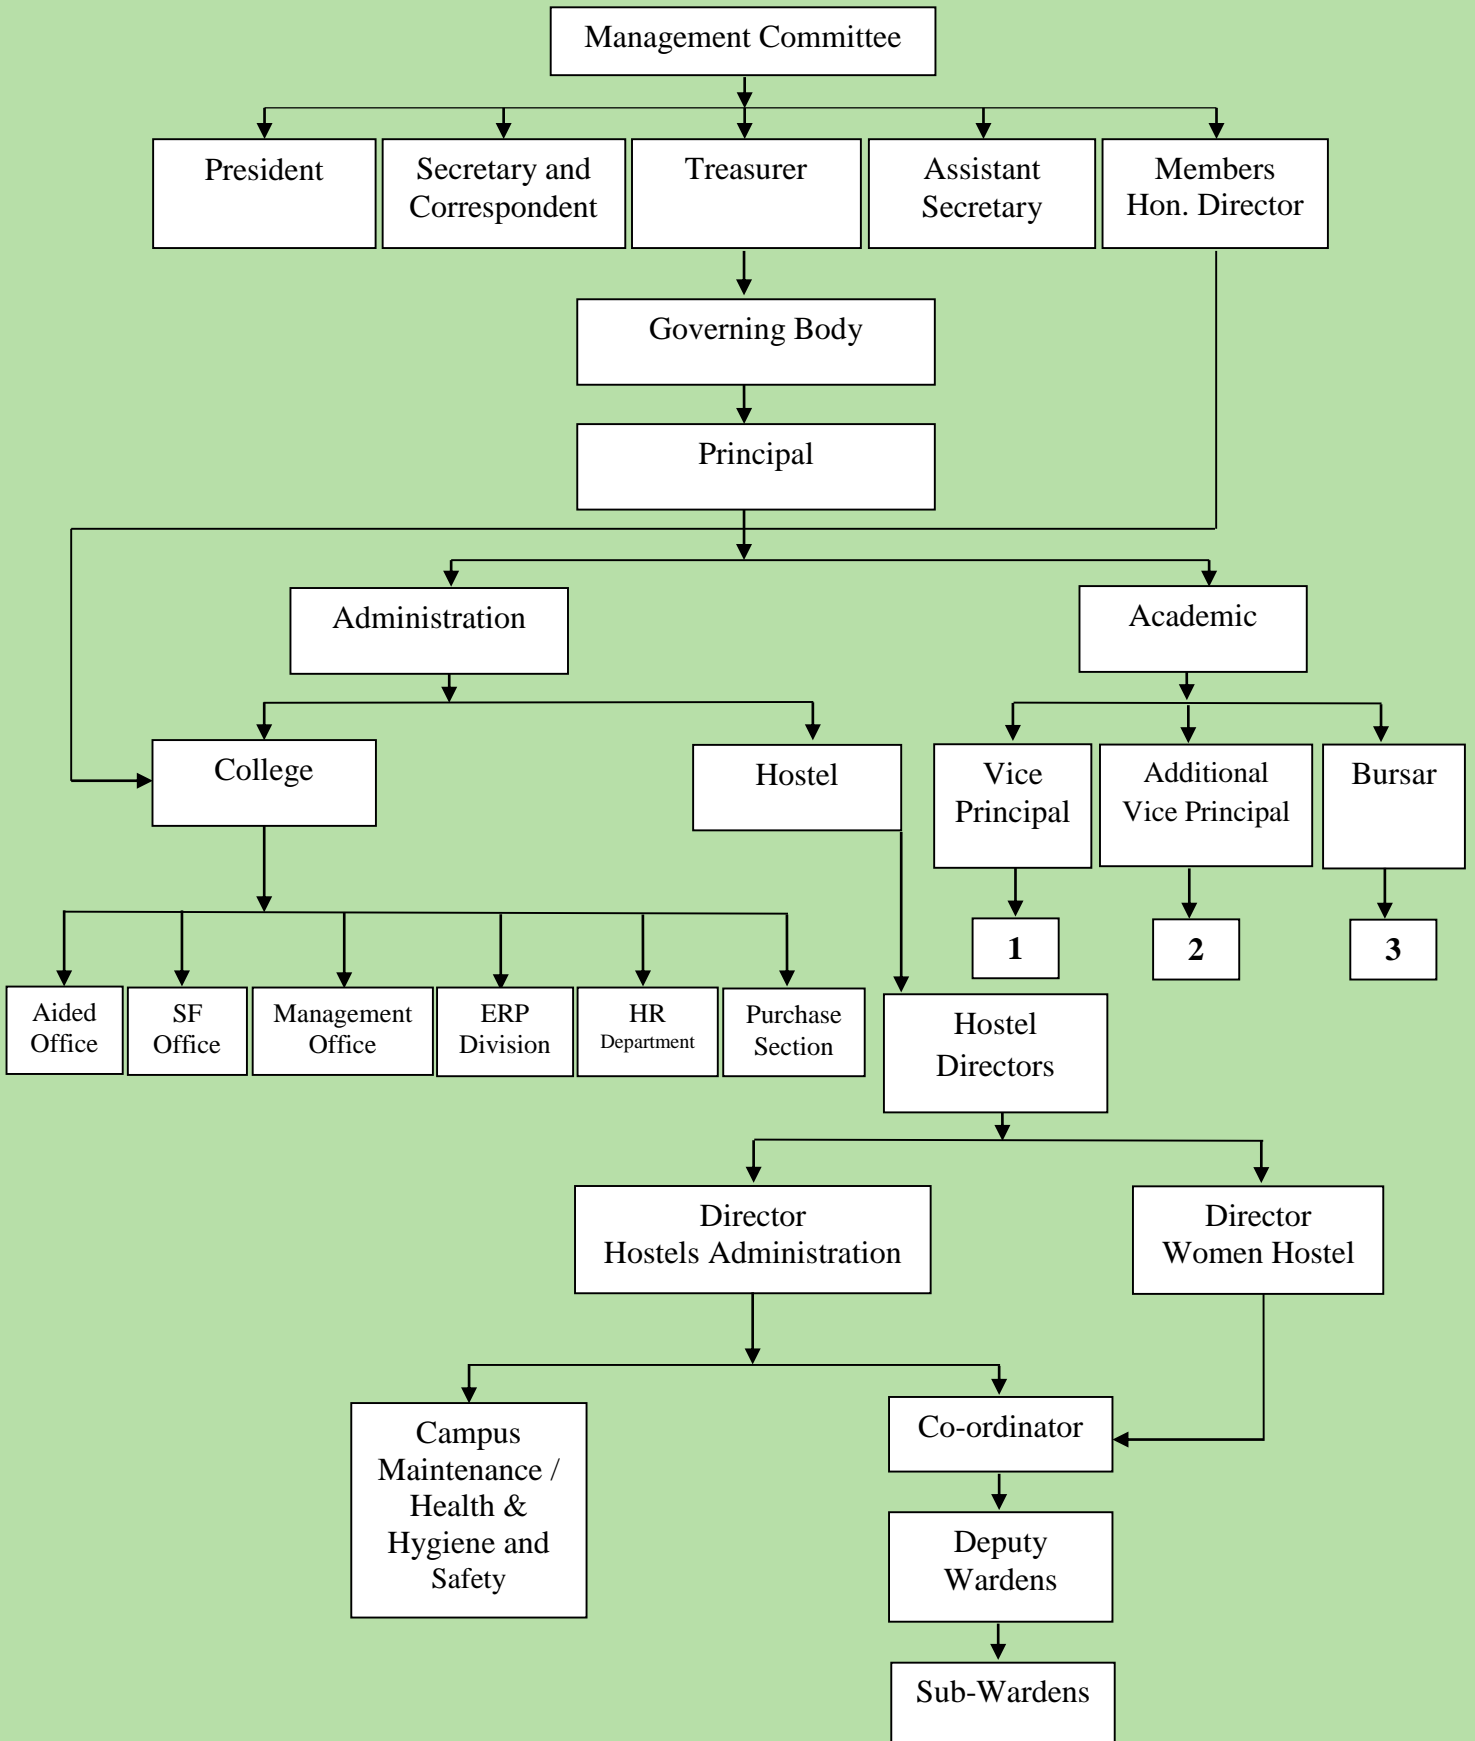 Management Committee
President
Secretary and
Correspondent
Treasurer
Assistant
Secretary
Members
Hon. Director
Governing Body
Principal
Administration
Academic
College
Hostel
Vice
Principal
Additional
Vice Principal
Bursar
1
2
3
Aided
Office
SF
Office
Management
Office
ERP
Division
HR
Department
Purchase
Section
Hostel
Directors
Director
Hostels Administration
Director
Women Hostel
Campus
Maintenance /
Health &
Hygiene and
Safety
Co-ordinator
Deputy
Wardens
Sub-Wardens